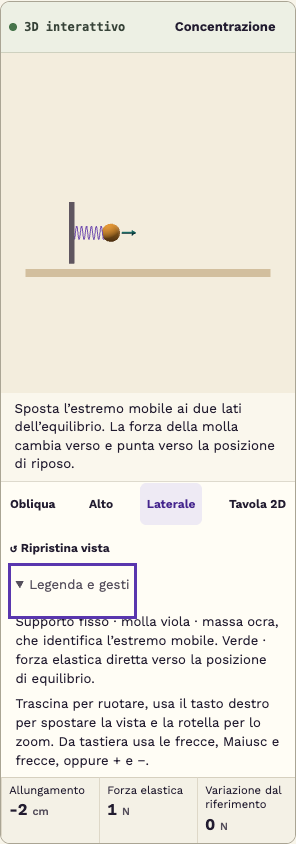 3D interattivo
Concentrazione
Sposta l’estremo mobile ai due lati
dell’equilibrio. La forza della molla
cambia verso e punta verso la posizione
di riposo.
Obliqua
Alto
Laterale
Tavola 2D
↺ Ripristina vista
▼ Legenda e gesti
Supporto fisso · molla viola · massa ocra,
che identifica l’estremo mobile. Verde ·
forza elastica diretta verso la posizione
di equilibrio.
Trascina per ruotare, usa il tasto destro
per spostare la vista e la rotella per lo
zoom. Da tastiera usa le frecce, Maiusc e
frecce, oppure + e −.
Allungamento
-2 cm
Forza elastica
1 N
Variazione dal
riferimento
0 N